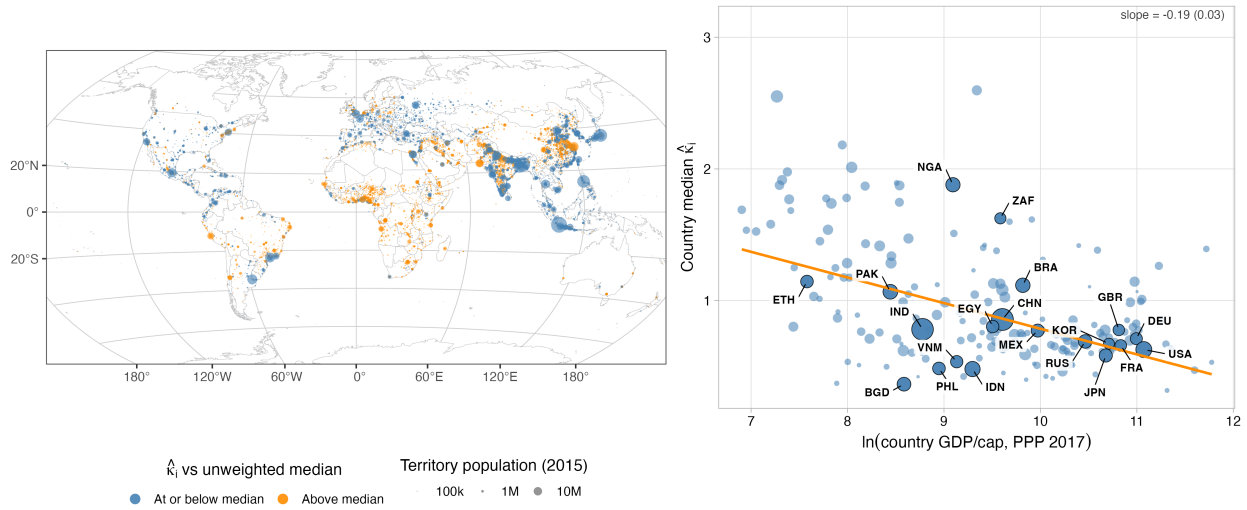 20°N
0°
20°S
180°
120°W
60°W
0°
60°E
120°E
180°
κ̂ᵢ vs unweighted median
At or below median
Above median
Territory population (2015)
100k
1M
10M
slope = -0.19 (0.03)
Country median κ̂ᵢ
3
2
1
NGA
ZAF
PAK
BRA
ETH
IND
EGY
CHN
GBR
KOR
DEU
MEX
VNM
RUS
USA
FRA
BGD
PHL
IDN
JPN
7
8
9
10
11
12
ln(country GDP/cap, PPP 2017)